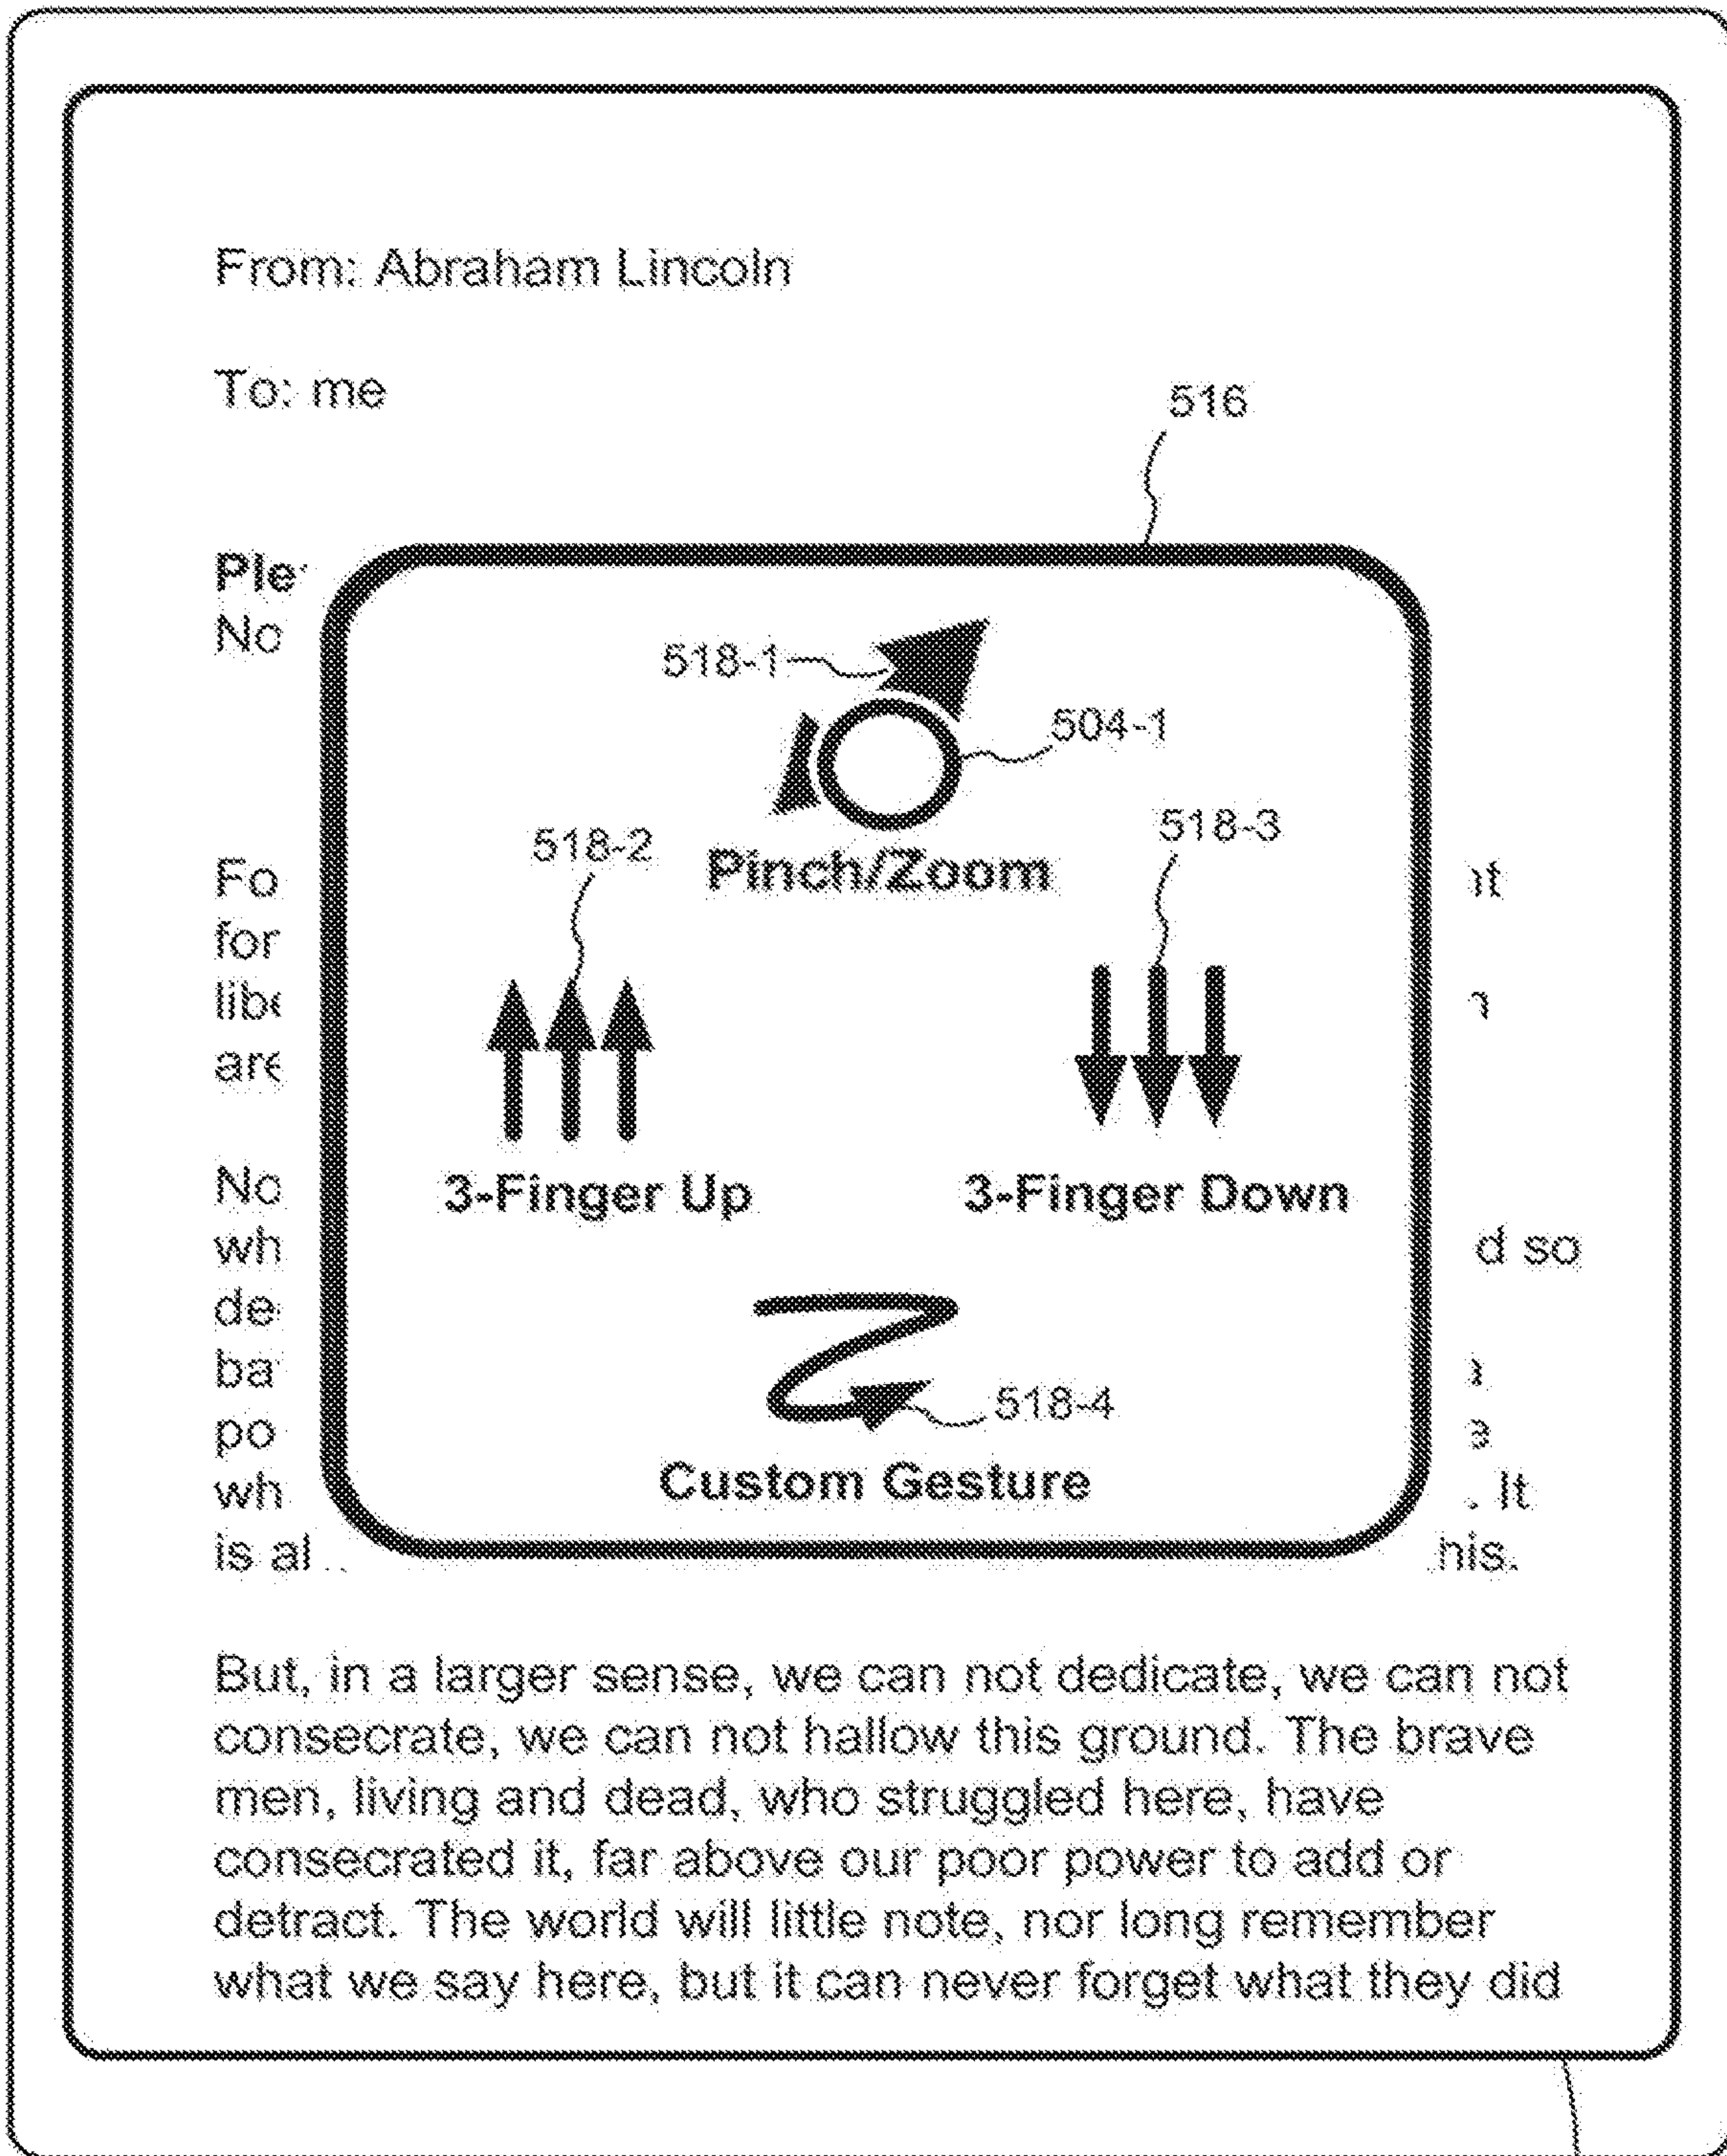 From: Abraham Lincoln
To: me
516
No
518-1
504-1
518-2
518-3
Pinch/Zoom
Fo
for
are
3-Finger Up
3-Finger Down
No
wh
d so
de
ba
518-4
po
Custom Gesture
wh
. It
is al
his.
But, in a larger sense, we can not dedicate, we can not
consecrate, we can not hallow this ground. The brave
men, living and dead, who struggled here, have
consecrated it, far above our poor power to add or
detract. The world will little note, nor long remember
what we say here, but it can never forget what they did